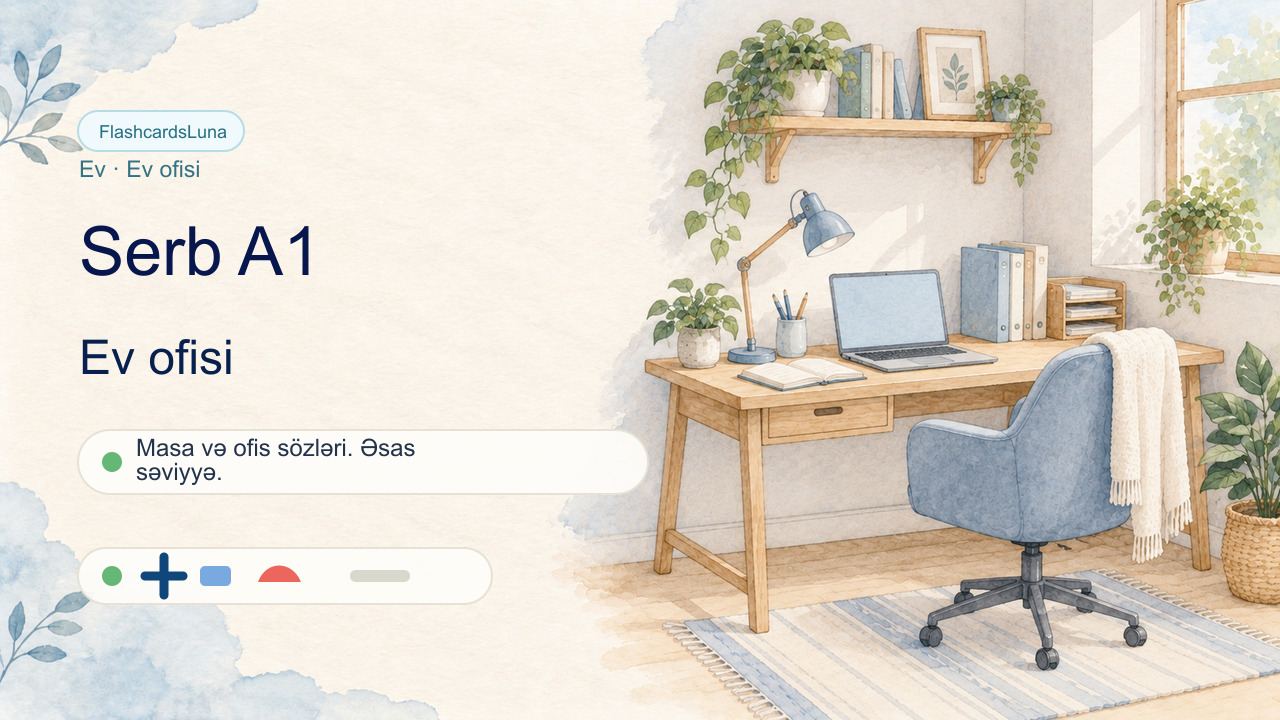 FlashcardsLuna
Ev · Ev ofisi
Serb A1
Ev ofisi
Masa və ofis sözləri. Əsas
səviyyə.